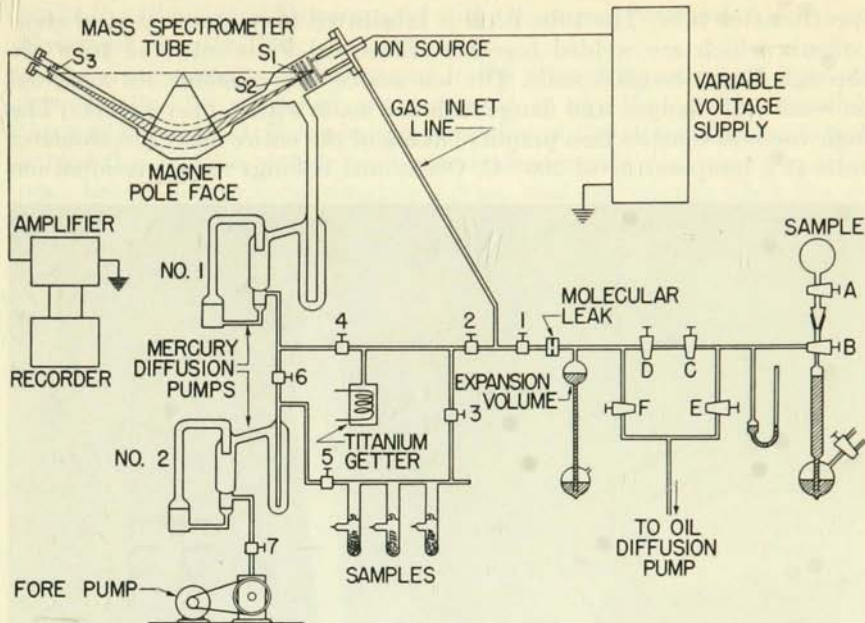 MASS SPECTROMETER
TUBE
S3
S1
S2
ION SOURCE
GAS INLET
LINE
VARIABLE
VOLTAGE
SUPPLY
MAGNET
POLE FACE
AMPLIFIER
RECORDER
NO. 1
MERCURY
DIFFUSION
PUMPS
NO. 2
4
2
1
6
3
5
7
MOLECULAR
LEAK
SAMPLE
A
B
EXPANSION
VOLUME
D
C
F
E
TITANIUM
GETTER
SAMPLES
TO OIL
DIFFUSION
PUMP
FORE PUMP